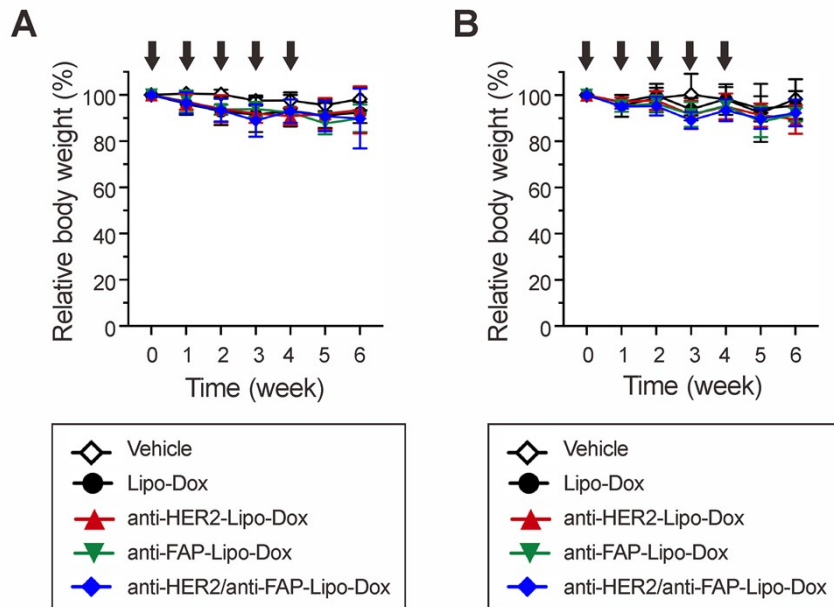 A
Relative body weight (%)
100
80
60
40
20
0
0 1 2 3 4 5 6
Time (week)
Vehicle
Lipo-Dox
anti-HER2-Lipo-Dox
anti-FAP-Lipo-Dox
anti-HER2/anti-FAP-Lipo-Dox
B
Relative body weight (%)
100
80
60
40
20
0
0 1 2 3 4 5 6
Time (week)
Vehicle
Lipo-Dox
anti-HER2-Lipo-Dox
anti-FAP-Lipo-Dox
anti-HER2/anti-FAP-Lipo-Dox